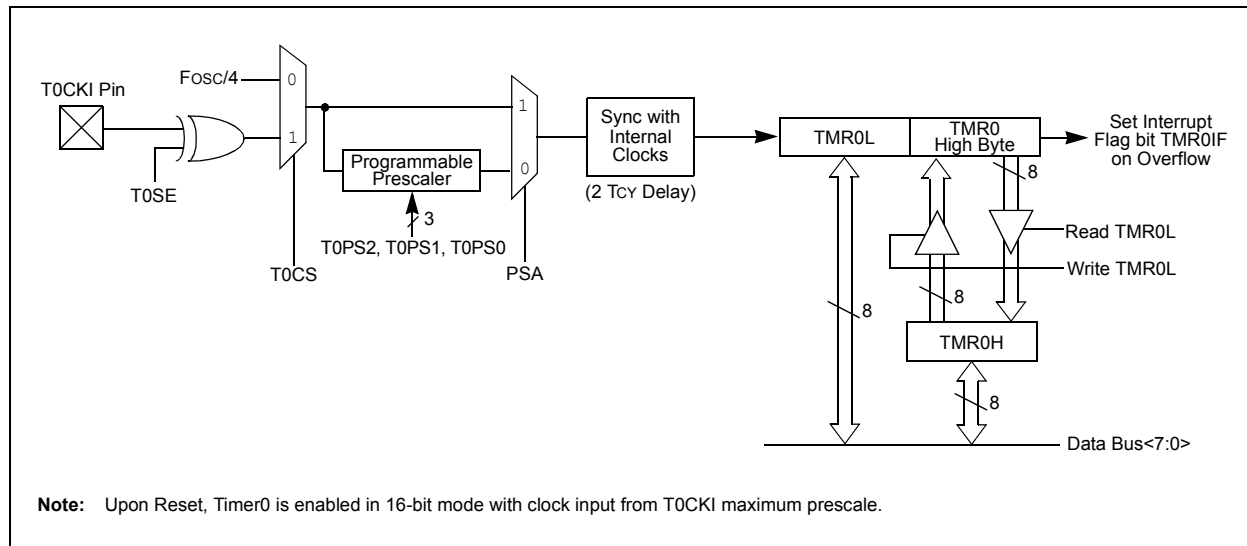 FOSC/4
T0CKI Pin
0
1
T0SE
T0CS
Programmable
Prescaler
3
T0PS2, T0PS1, T0PS0
1
0
PSA
Sync with
Internal
Clocks
(2 TCY Delay)
TMR0L
TMR0
High Byte
Set Interrupt
Flag bit TMR0IF
on Overflow
8
Read TMR0L
Write TMR0L
8
8
TMR0H
8
Data Bus<7:0>
Note: Upon Reset, Timer0 is enabled in 16-bit mode with clock input from T0CKI maximum prescale.